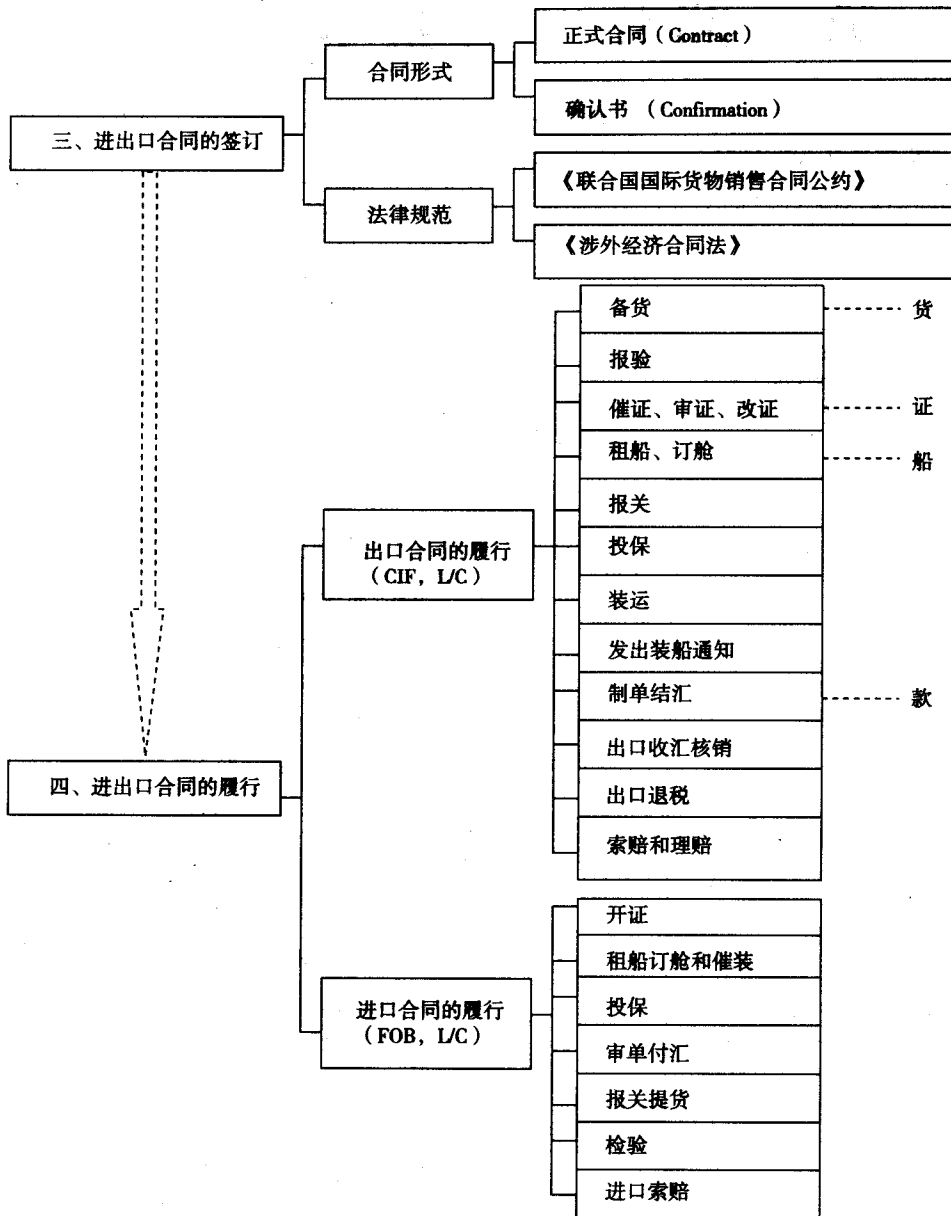 正式合同（Contract）
合同形式
确认书 （Confirmation）
三、进出口合同的签订
《联合国国际货物销售合同公约》
法律规范
《涉外经济合同法》
备货
货
报验
催证、审证、改证
证
租船、订舱
船
报关
出口合同的履行
（CIF，L/C）
投保
装运
发出装船通知
制单结汇
款
出口收汇核销
四、进出口合同的履行
出口退税
索赔和理赔
开证
租船订舱和催装
进口合同的履行
（FOB，L/C）
投保
审单付汇
报关提货
检验
进口索赔